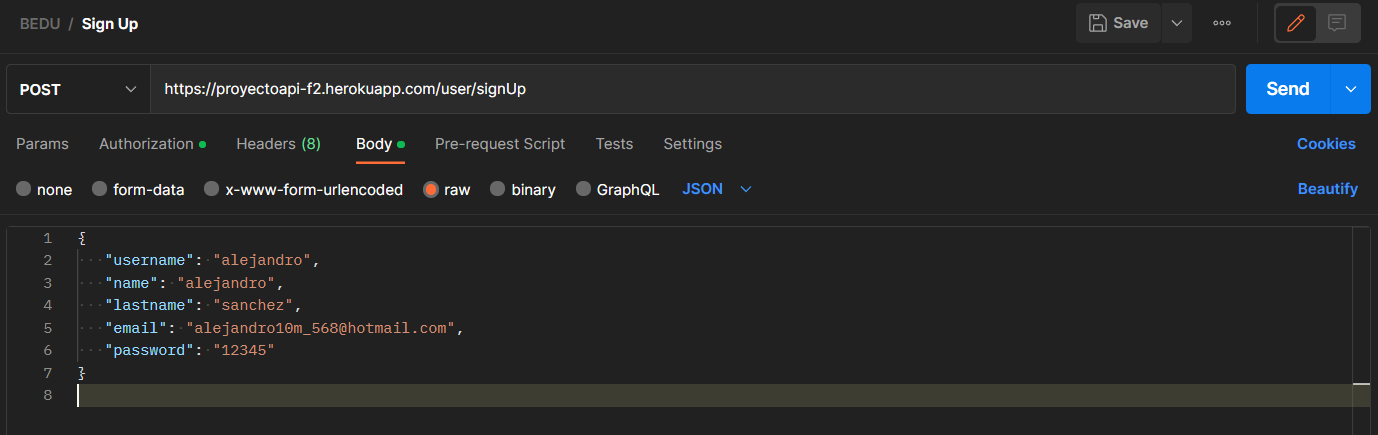 BEDU / Sign Up
Save
POST
https://proyectoapi-f2.herokuapp.com/user/signUp
Send
Params Authorization Headers (8) Body Pre-request Script Tests Settings Cookies
none form-data x-www-form-urlencoded raw binary GraphQL JSON Beautify
1 {
2 "username": "alejandro",
3 "name": "alejandro",
4 "lastname": "sanchez",
5 "email": "alejandro10m_568@hotmail.com",
6 "password": "12345"
7 }
8